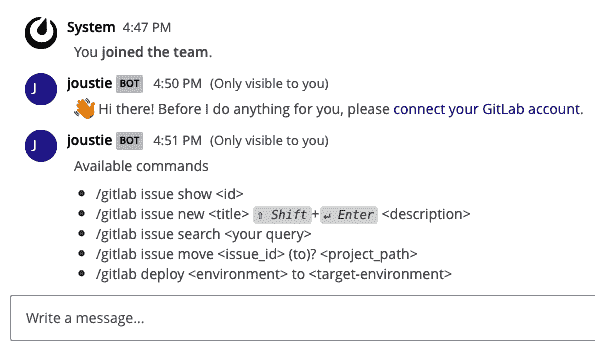 System 4:47 PM
You joined the team.
J joustie BOT 4:50 PM (Only visible to you)
👋 Hi there! Before I do anything for you, please connect your GitLab account.
J joustie BOT 4:51 PM (Only visible to you)
Available commands
• /gitlab issue show <id>
• /gitlab issue new <title> ⇧ Shift+↵ Enter <description>
• /gitlab issue search <your query>
• /gitlab issue move <issue_id> (to)? <project_path>
• /gitlab deploy <environment> to <target-environment>
Write a message...